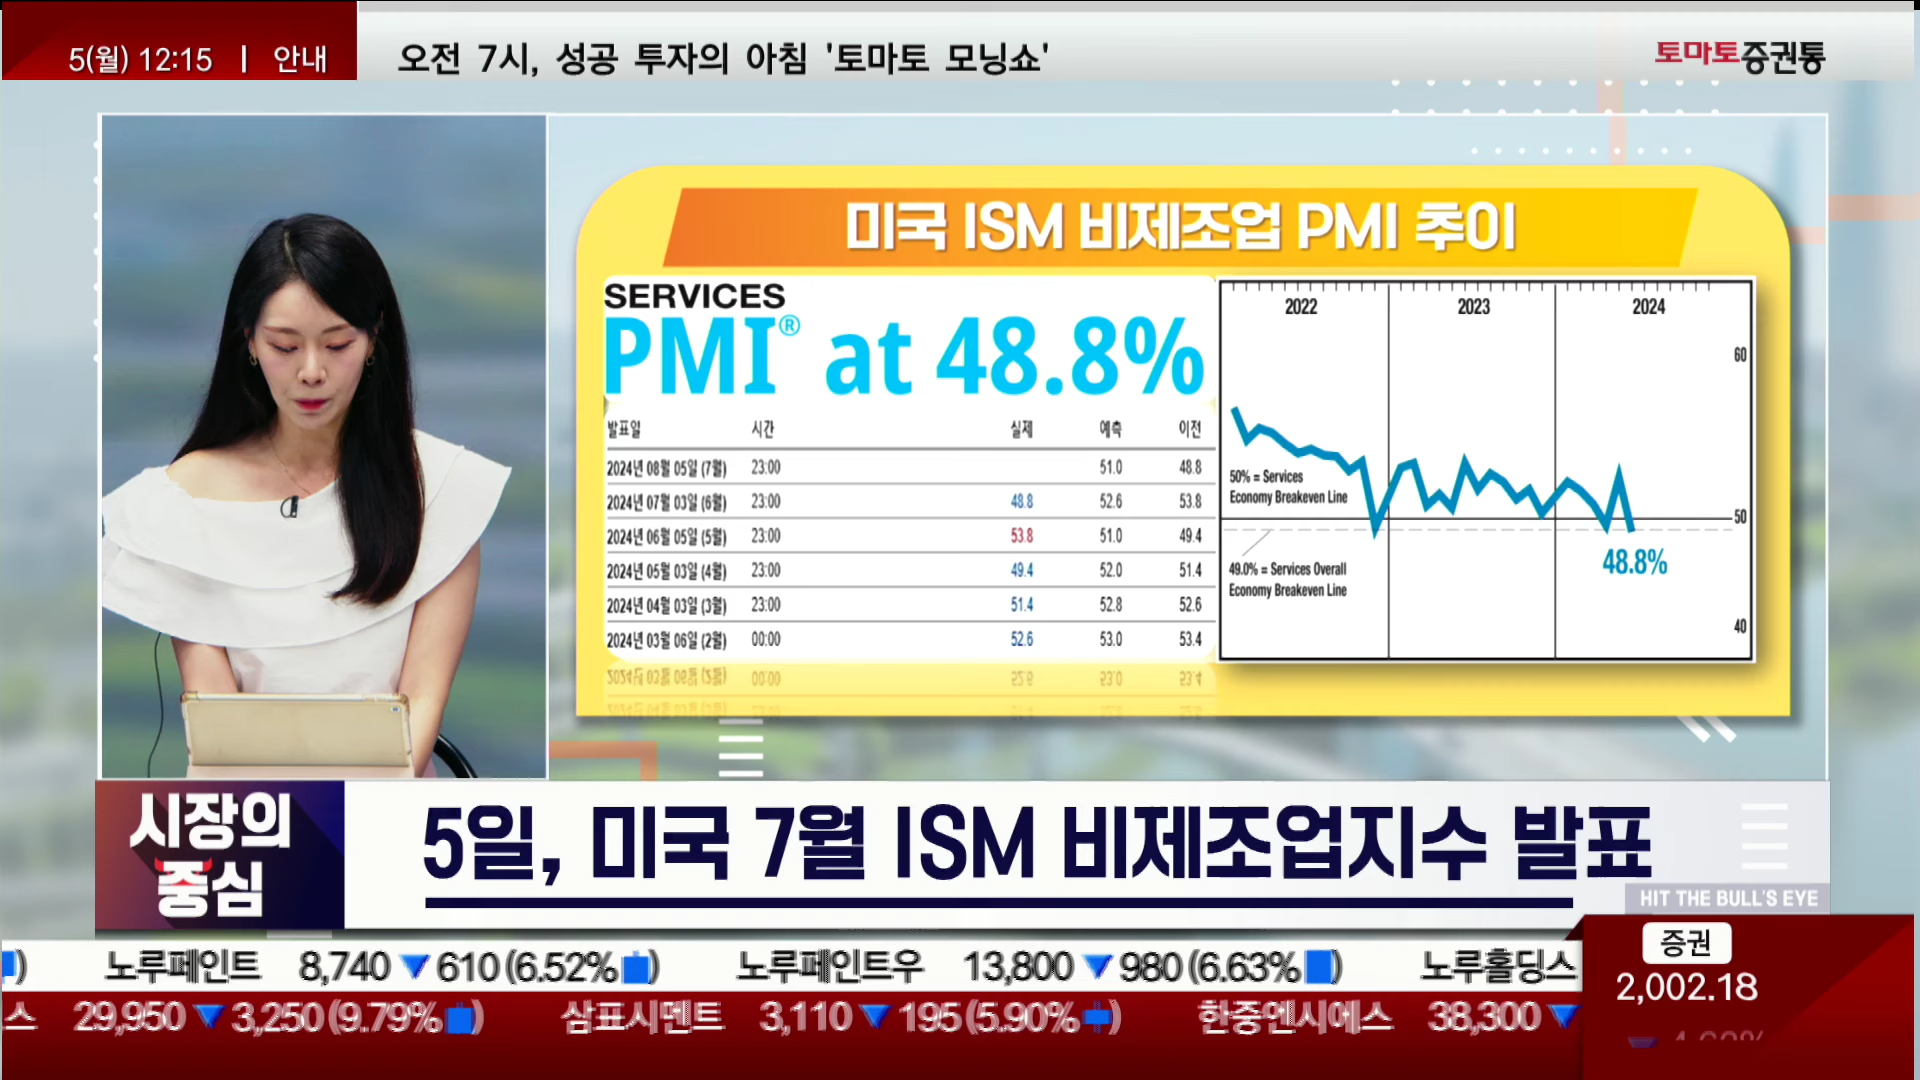 5(월) 12:15 | 안내
오전 7시, 성공 투자의 아침 '토마토 모닝쇼'
토마토증권통
미국 ISM 비제조업 PMI 추이
SERVICES
PMI® at 48.8%
발표일 시간 실제 예측 이전
2024년 08월 05일 (7월) 23:00 51.0 48.8
2024년 07월 03일 (6월) 23:00 48.8 52.6 53.8
2024년 06월 05일 (5월) 23:00 53.8 51.0 49.4
2024년 05월 03일 (4월) 23:00 49.4 52.0 51.4
2024년 04월 03일 (3월) 23:00 51.4 52.8 52.6
2024년 03월 06일 (2월) 00:00 52.6 53.0 53.4
2022 2023 2024
60
50% = Services
Economy Breakeven Line
50
48.8%
49.0% = Services Overall
Economy Breakeven Line
40
시장의
중심
5일, 미국 7월 ISM 비제조업지수 발표
HIT THE BULL'S EYE
) 노루페인트 8,740 ▼610 (6.52%) 노루페인트우 13,800 ▼980 (6.63%) 노루홀딩스
스 29,950 ▼3,250 (9.79%) 삼표시멘트 3,110 ▼195 (5.90%) 한중엔시에스 38,300 ▼
증권
2,002.18